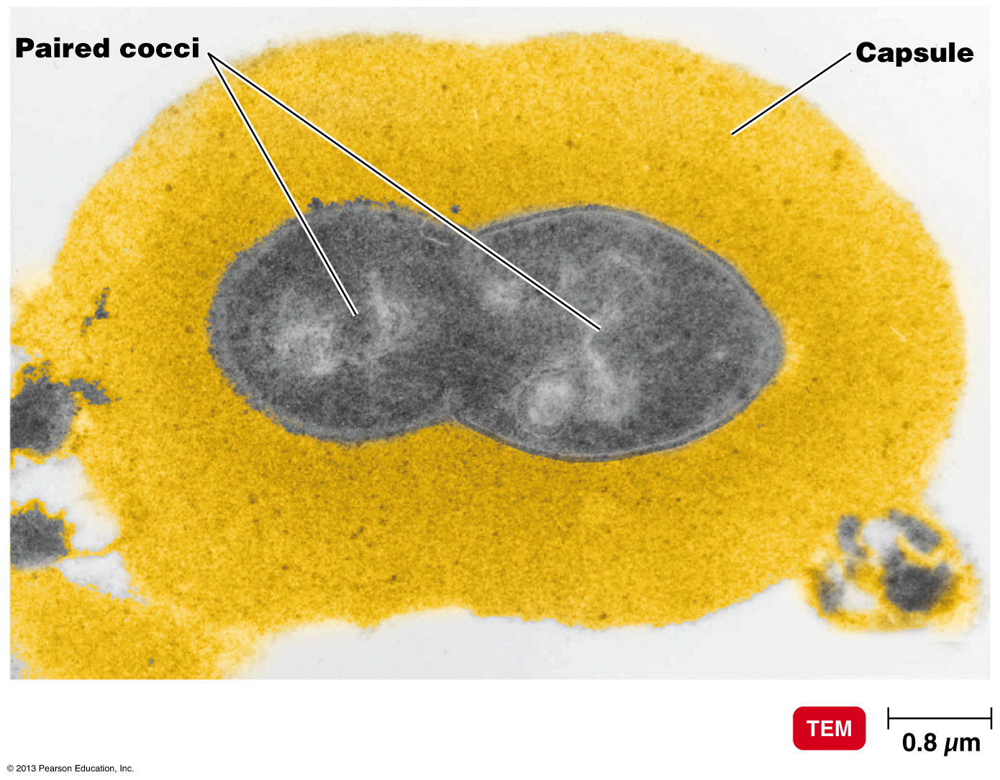 Paired cocci
Capsule
TEM
0.8 µm
© 2013 Pearson Education, Inc.